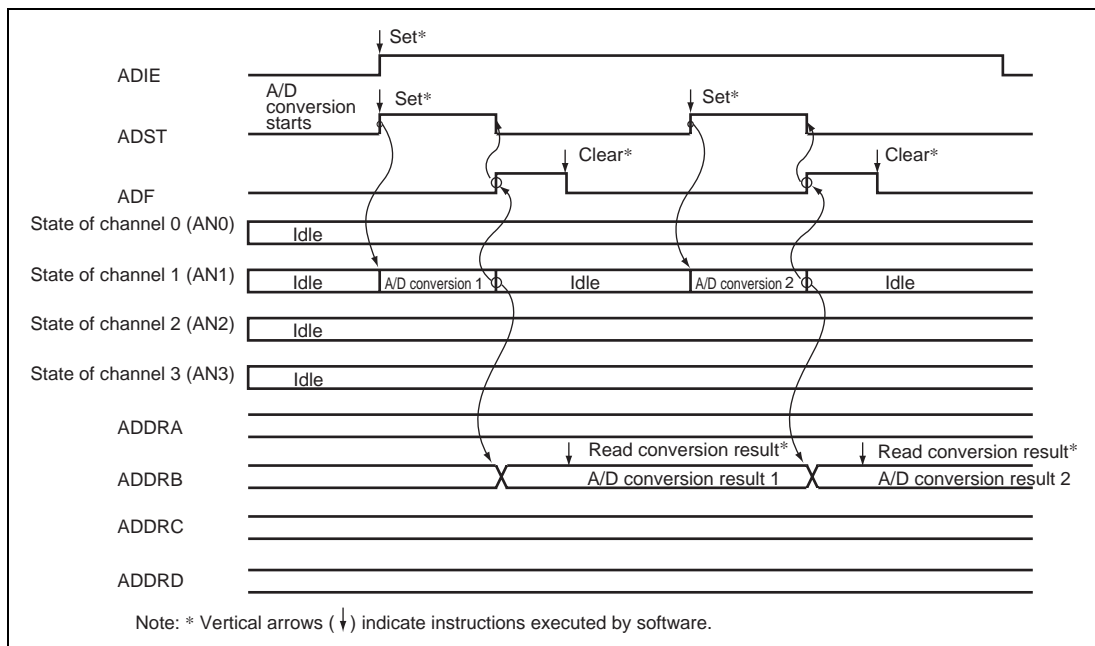 Set*
ADIE
A/D
conversion
starts
Set*
Set*
ADST
Clear*
Clear*
ADF
State of channel 0 (AN0)
Idle
State of channel 1 (AN1)
Idle
A/D conversion 1
Idle
A/D conversion 2
Idle
State of channel 2 (AN2)
Idle
State of channel 3 (AN3)
Idle
ADDRA
Read conversion result*
Read conversion result*
ADDRB
A/D conversion result 1
A/D conversion result 2
ADDRC
ADDRD
Note: * Vertical arrows (↓) indicate instructions executed by software.